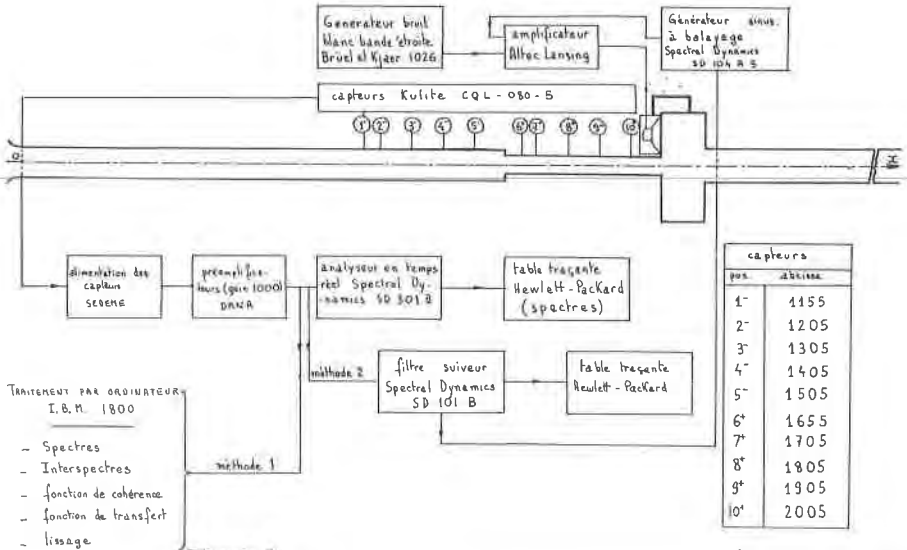 Générateur bruit
blanc bande étroite
Brüel et Kjaer 1026
amplificateur
Altec Lansing
Générateur sinus.
à balayage
Spectral Dynamics
SD 104 A 5
capteurs Kulite CQL - 080 - 5
1⁻ 2⁻ 3⁻ 4⁻ 5⁻ 6⁺ 7⁺ 8⁺ 9⁺ 10⁺
O
X
alimentation des
capteurs
SEDEME
préamplifica-
teurs (gain 1000)
DANA
analyseur en temps
réel Spectral Dy-
namics SD 301 B
table traçante
Hewlett-Packard
(spectres)
méthode 2
filtre suiveur
Spectral Dynamics
SD 101 B
table traçante
Hewlett-Packard
capteurs
pos. abcisse
1⁻ 1155
2⁻ 1205
3⁻ 1305
4⁻ 1405
5⁻ 1505
6⁺ 1655
7⁺ 1705
8⁺ 1805
9⁺ 1905
10⁺ 2005
TRAITEMENT PAR ORDINATEUR
I.B.M. 1800
- Spectres
- Interspectres
- fonction de cohérence
- fonction de transfert
- lissage
méthode 1